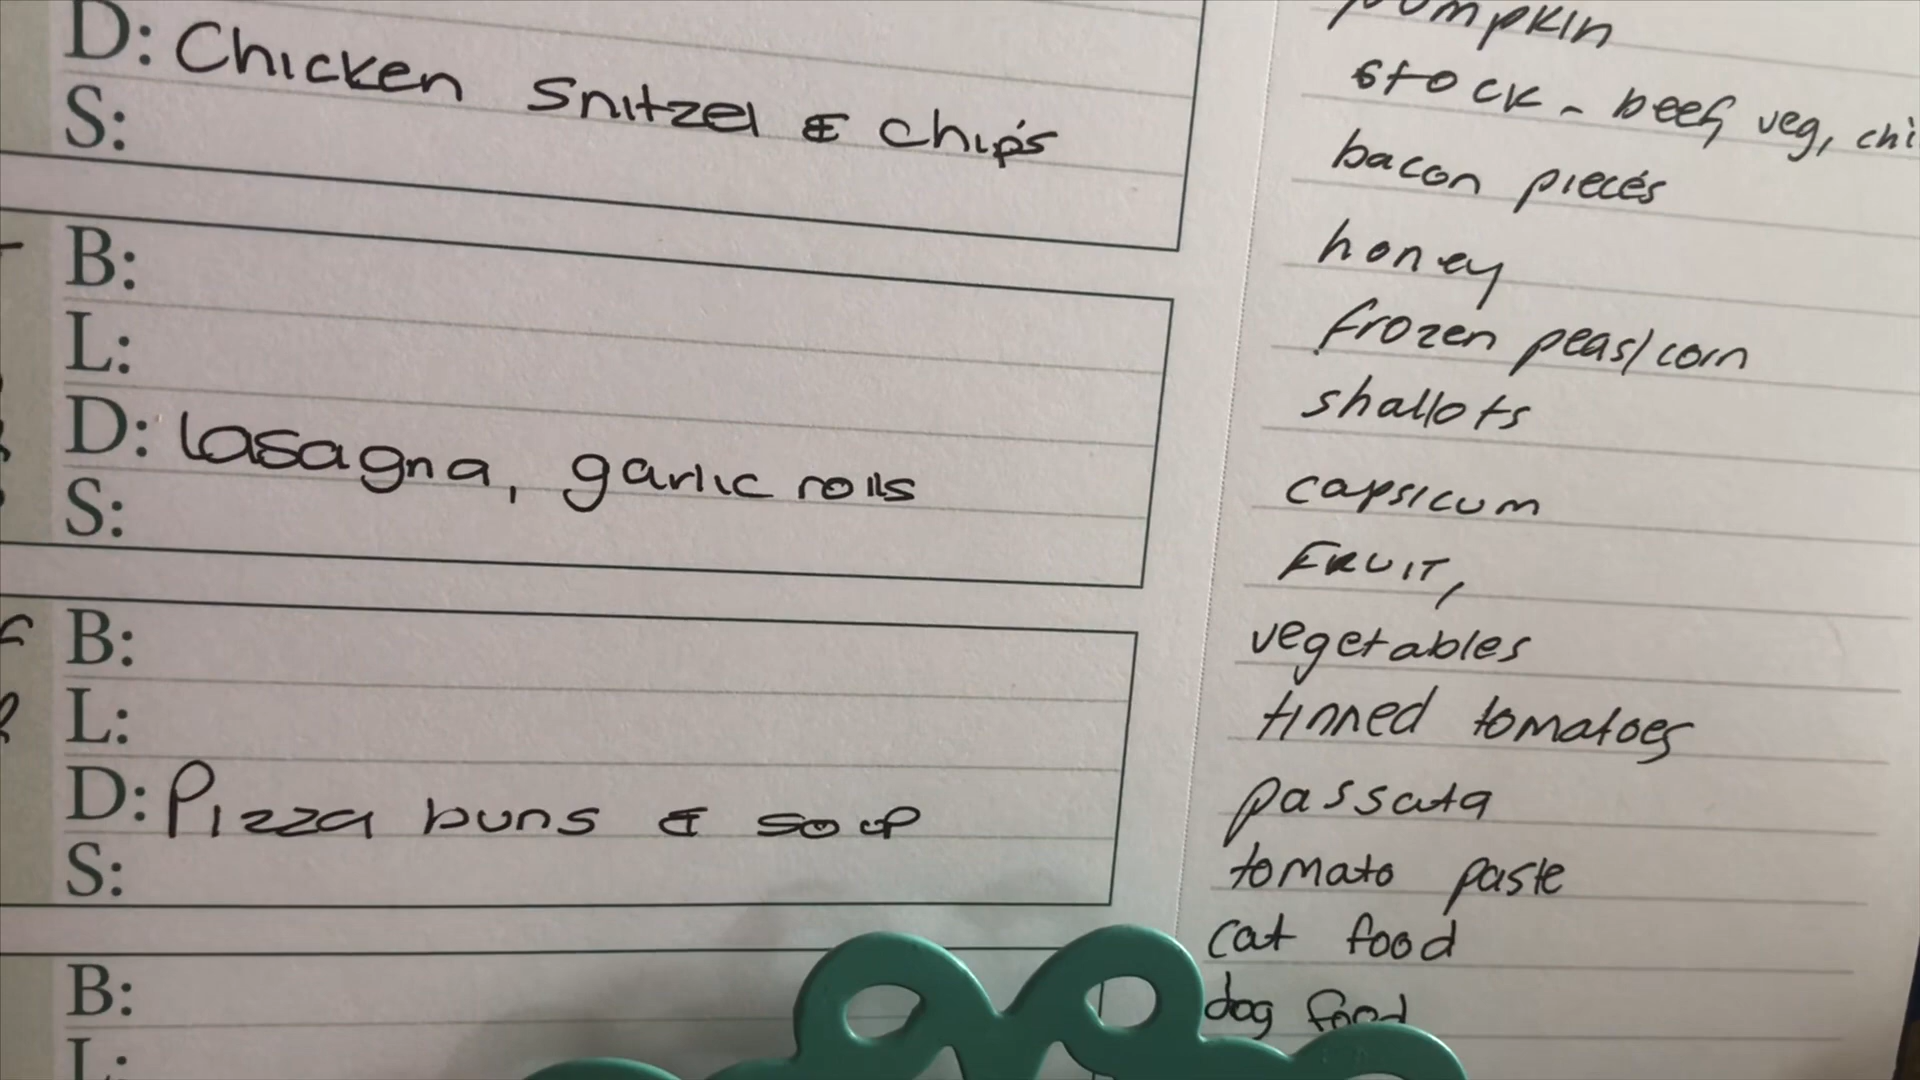 D: Chicken Snitzel & chips
S:
B:
L:
D: lasagna, garlic rolls
S:
B:
L:
D: Pizza buns & soup
S:
B:
L:
pumpkin
stock - beef, veg, chi
bacon pieces
honey
frozen peas/corn
shallots
capsicum
FRUIT,
vegetables
tinned tomatoes
passata
tomato paste
cat food
dog food